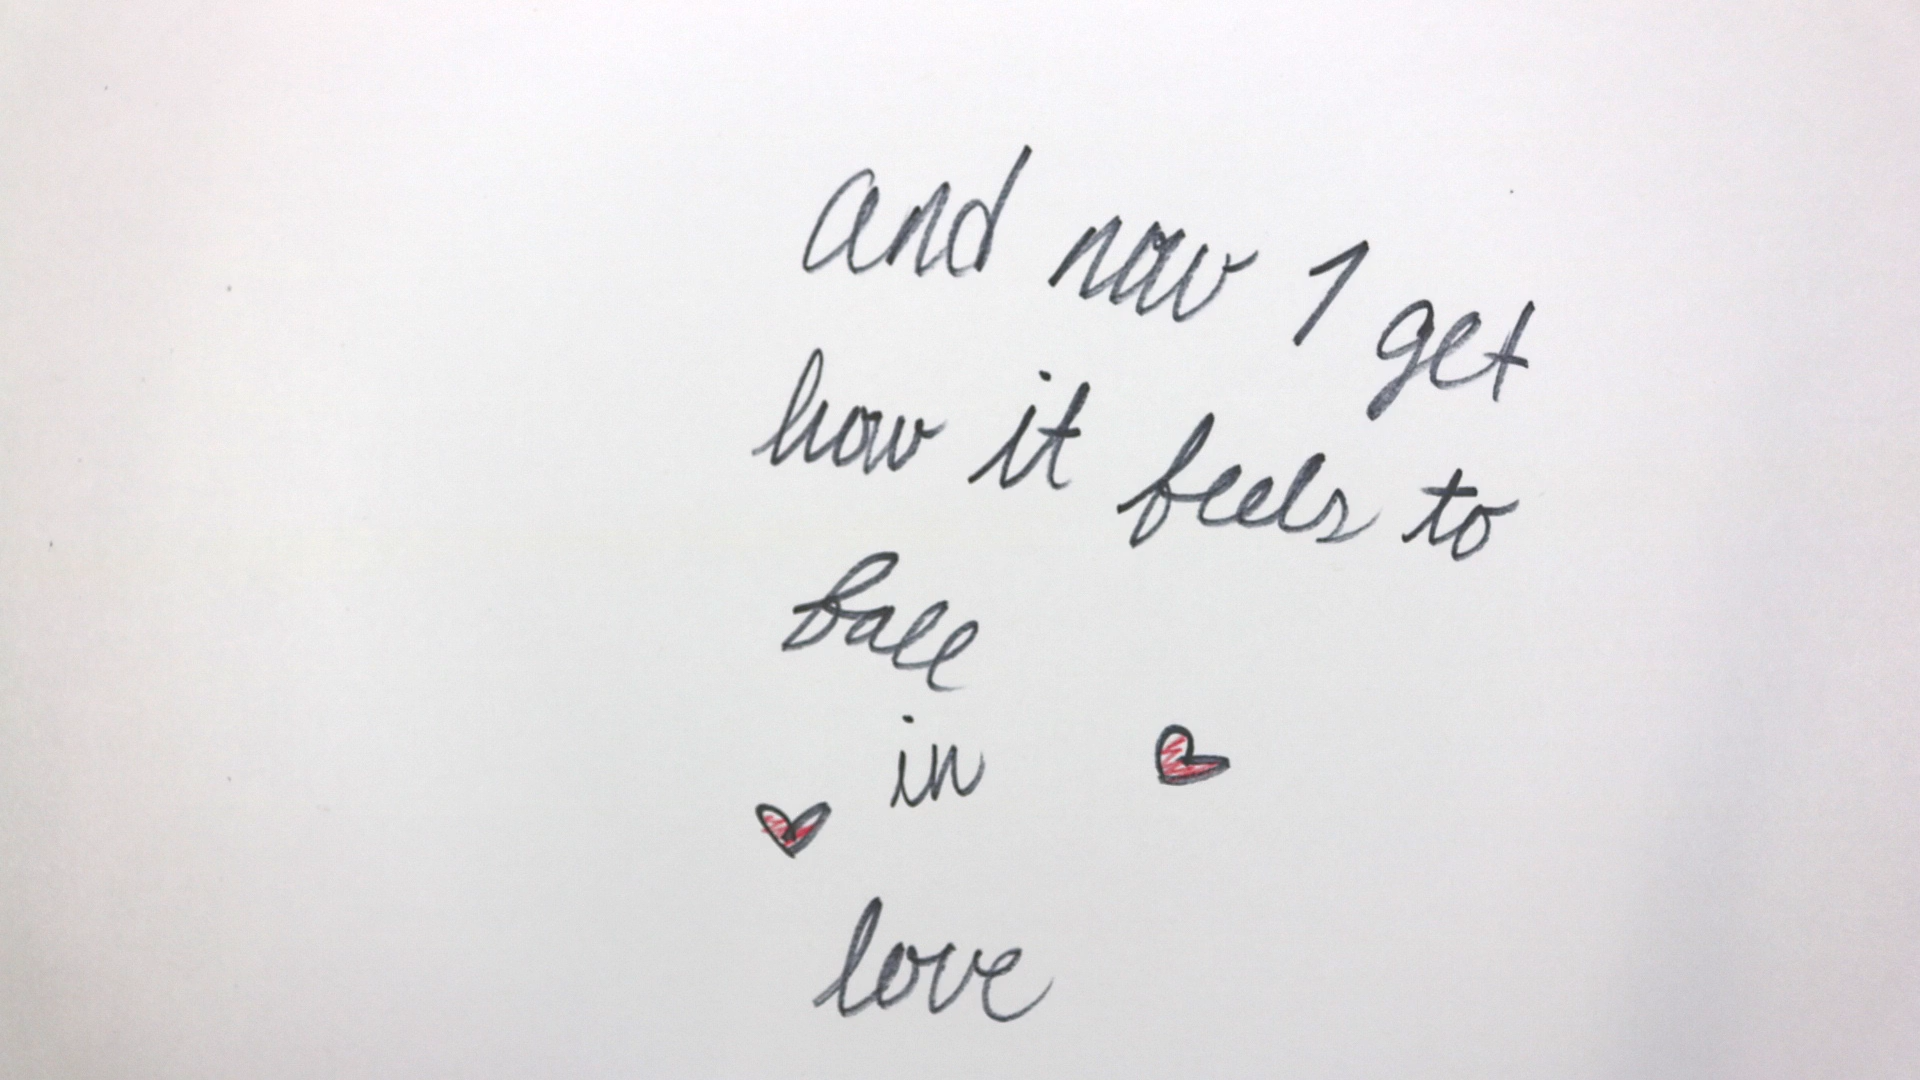 and now I get
how it feels to
fall
in
love